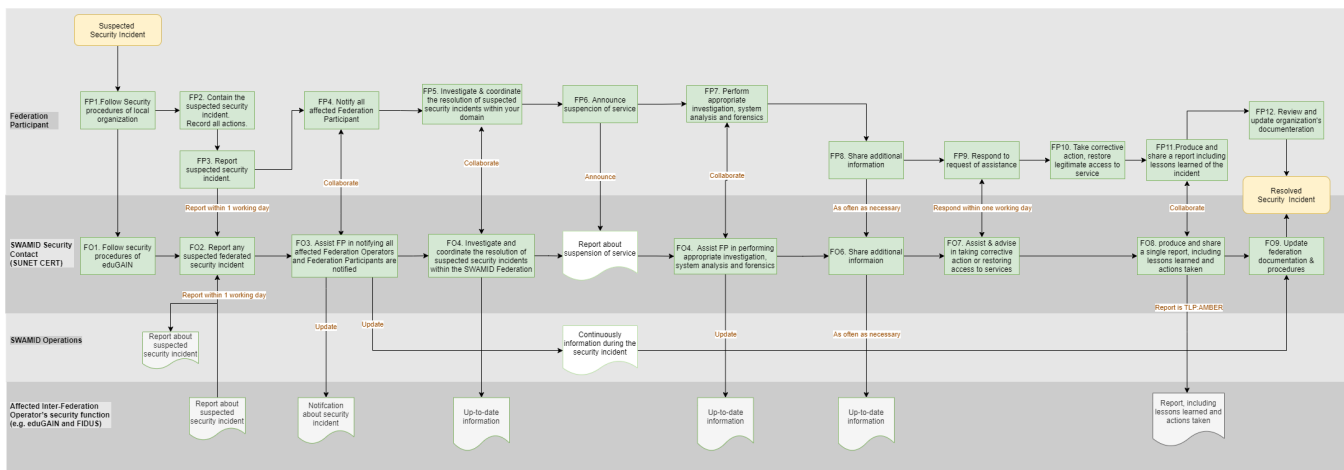 Suspected
Security Incident
Federation
Participant
FP1.Follow Security
procedures of local
organization
FP2. Contain the
suspected security
incident.
Record all actions.
FP3. Report
suspected security
incident.
FP4. Notify all
affected Federation
Participant
FP5. Investigate & coordinate
the resolution of suspected
security incidents within your
domain
FP6. Announce
suspencion of service
FP7. Perform
appropriate
investigation, system
analysis and forensics
FP8. Share additional
information
FP9. Respond to
request of assistance
FP10. Take corrective
action, restore
legitimate access to
service
FP11.Produce and
share a report including
lessons learned of the
incident
FP12. Review and
update organization's
documenteration
Resolved
Security Incident
Report within 1 working day
Collaborate
Collaborate
Announce
Collaborate
As often as necessary
Respond within one working day
Collaborate
SWAMID Security
Contact
(SUNET CERT)
FO1. Follow security
procedures of
eduGAIN
FO2. Report any
suspected federated
security incident
FO3. Assist FP in notifying all
affected Federation Operators
and Federation Participants are
notified
FO4. Investigate and
coordinate the resolution of
suspected security incidents
within the SWAMID Federation
Report about
suspension of service
FO4. Assist FP in performing
appropriate investigation,
system analysis and forensics
FO6. Share additional
informaion
FO7. Assist & advise
in taking corrective
action or restoring
access to services
FO8. produce and share
a single report, including
lessons learned and
actions taken
FO9. Update
federation
documentation &
procedures
Report within 1 working day
Update
Update
Update
As often as necessary
Report is TLP:AMBER
SWAMID Operations
Report about
suspected
security incident
Continuously
information during the
security incident
Affected Inter-Federation
Operator's security function
(e.g. eduGAIN and FIDUS)
Report about
suspected
security incident
Notifcation
about security
incident
Up-to-date
information
Up-to-date
information
Up-to-date
information
Report, including
lessons learned and
actions taken